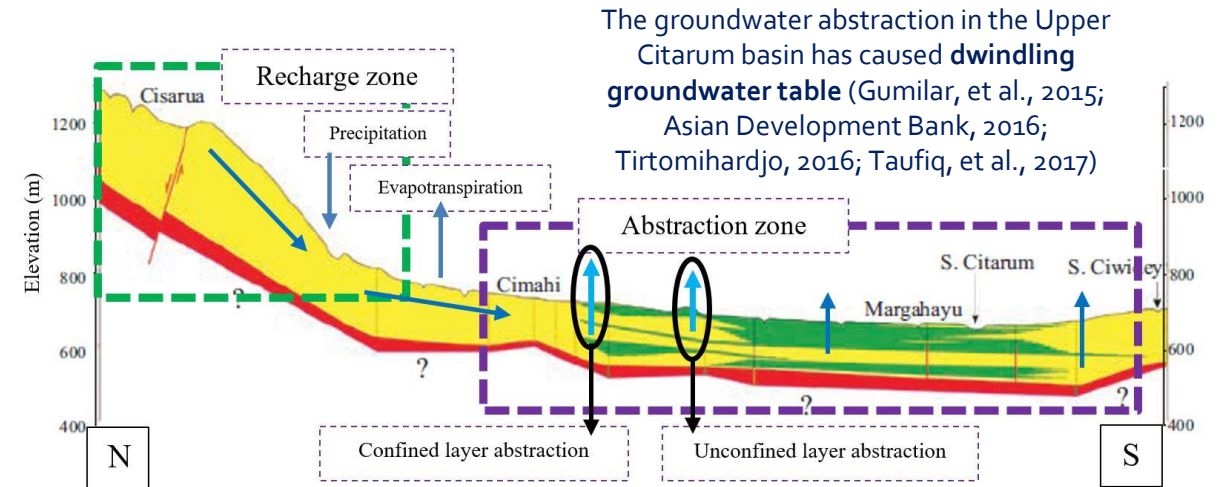 The groundwater abstraction in the Upper
Citarum basin has caused dwindling
groundwater table (Gumilar, et al., 2015;
Asian Development Bank, 2016;
Tirtomihardjo, 2016; Taufiq, et al., 2017)
Recharge zone
Cisarua
Precipitation
Evapotranspiration
Abstraction zone
Cimahi
S. Citarum
S. Ciwidey
Margahayu
Elevation (m)
1200
1000
800
600
400
1200
1000
800
600
400
?
?
?
?
Confined layer abstraction
Unconfined layer abstraction
N
S